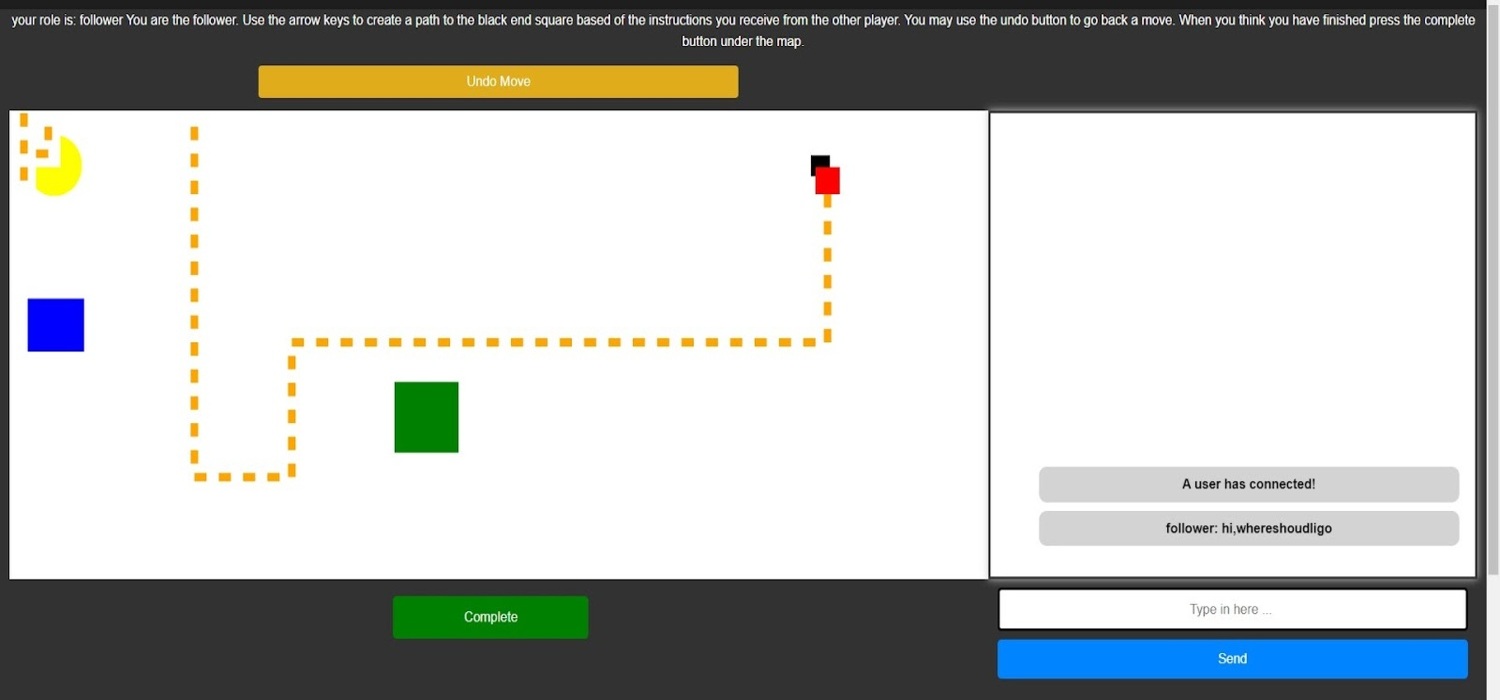 your role is: follower You are the follower. Use the arrow keys to create a path to the black end square based of the instructions you receive from the other player. You may use the undo button to go back a move. When you think you have finished press the complete
button under the map.
Undo Move
A user has connected!
follower: hi,whereshoudligo
Complete
Type in here ...
Send